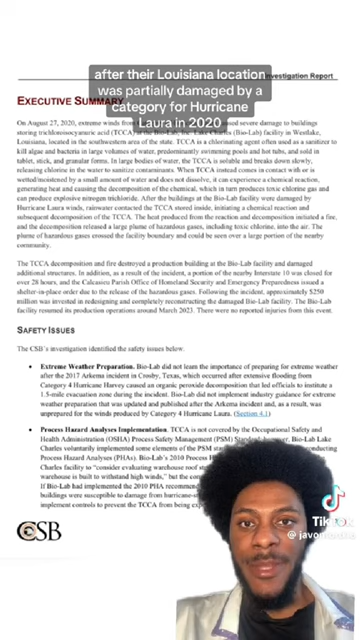 after their Louisiana location
was partially damaged by a
category for Hurricane
Laura in 2020
Investigation Report
EXECUTIVE SUMMARY
On August 27, 2020, extreme winds from
caused severe damage to buildings
storing trichloroisocyanuric acid (TCCA)
Lake Charles (Bio-Lab) facility in Westlake,
Louisiana, located in the southwestern area of the state. TCCA is a chlorinating agent often used as a sanitizer to
kill algae and bacteria in large volumes of water, predominantly swimming pools and hot tubs, and sold in
tablet, stick, and granular forms. In large bodies of water, the TCCA is soluble and breaks down slowly,
releasing chlorine in the water to sanitize contaminants. When TCCA instead comes in contact with or is
wetted/moistened by a small amount of water and does not dissolve, it can experience a chemical reaction,
generating heat and causing the decomposition of the chemical, which in turn produces toxic chlorine gas and
can produce explosive nitrogen trichloride. After the buildings at the Bio-Lab facility were damaged by
Hurricane Laura winds, rainwater contacted the TCCA stored inside, initiating a chemical reaction and
subsequent decomposition of the TCCA. The heat produced from the reaction and decomposition initiated a fire,
and the decomposition released a large plume of hazardous gases, including toxic chlorine, into the air. The
plume of hazardous gases crossed the facility boundary and could be seen over a large portion of the nearby
community.
The TCCA decomposition and fire destroyed a production building at the Bio-Lab facility and damaged
additional structures. In addition, as a result of the incident, a portion of the nearby Interstate 10 was closed for
over 28 hours, and the Calcasieu Parish Office of Homeland Security and Emergency Preparedness issued a
shelter-in-place order due to the release of the hazardous gases. Following the incident, approximately $250
million was invested in redesigning and completely reconstructing the damaged Bio-Lab facility. The Bio-Lab
facility resumed its production operations around March 2023. There were no reported injuries from this event.
SAFETY ISSUES
The CSB's investigation identified the safety issues below.
• Extreme Weather Preparation. Bio-Lab did not learn the importance of preparing for extreme weather
after the 2017 Arkema incident in Crosby, Texas, which occurred after extensive flooding from
Category 4 Hurricane Harvey caused an organic peroxide decomposition that led officials to institute a
1.5-mile evacuation zone during the incident. Bio-Lab did not implement industry guidance for extreme
weather preparation that was updated and published after the Arkema incident and, as a result, was
unprepared for the winds produced by Category 4 Hurricane Laura. (Section 4.1)
• Process Hazard Analyses Implementation. TCCA is not covered by the Occupational Safety and
Health Administration (OSHA) Process Safety Management (PSM) Standard; however, Bio-Lab Lake
Charles voluntarily implemented some elements of the PSM
conducting
Process Hazard Analyses (PHAs). Bio-Lab's 2010 Process
Charles facility to "consider evaluating warehouse roof
warehouse is built to withstand high winds," but the
If Bio-Lab had implemented the 2010 PHA
buildings were susceptible to damage from
implement controls to prevent the TCCA from being
CSB
TikTok